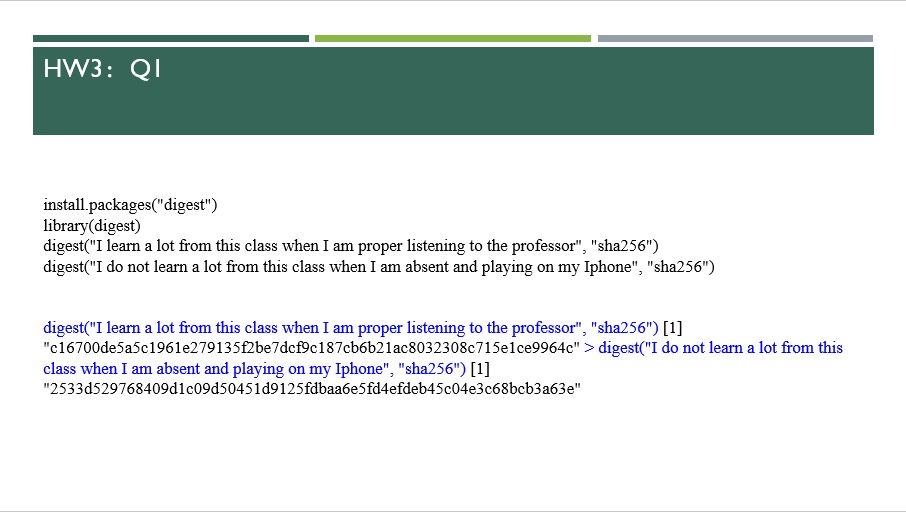 HW3: Q1
install.packages("digest")
library(digest)
digest("I learn a lot from this class when I am proper listening to the professor", "sha256")
digest("I do not learn a lot from this class when I am absent and playing on my Iphone", "sha256")
digest("I learn a lot from this class when I am proper listening to the professor", "sha256") [1]
"c16700de5a5c1961e279135f2be7dcf9c187cb6b21ac8032308c715e1ce9964c" > digest("I do not learn a lot from this
class when I am absent and playing on my Iphone", "sha256") [1]
"2533d529768409d1c09d50451d9125fdbaa6e5fd4efdeb45c04e3c68bcb3a63e"